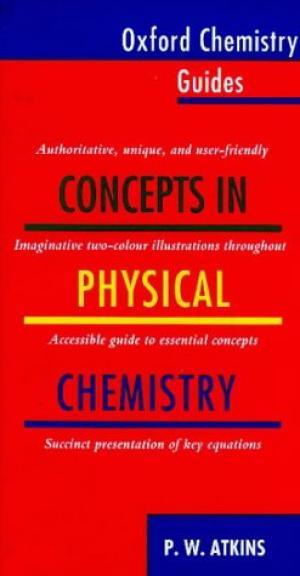 Oxford Chemistry
Guides
Authoritative, unique, and user-friendly
CONCEPTS IN
Imaginative two-colour illustrations throughout
PHYSICAL
Accessible guide to essential concepts
CHEMISTRY
Succinct presentation of key equations
P. W. ATKINS